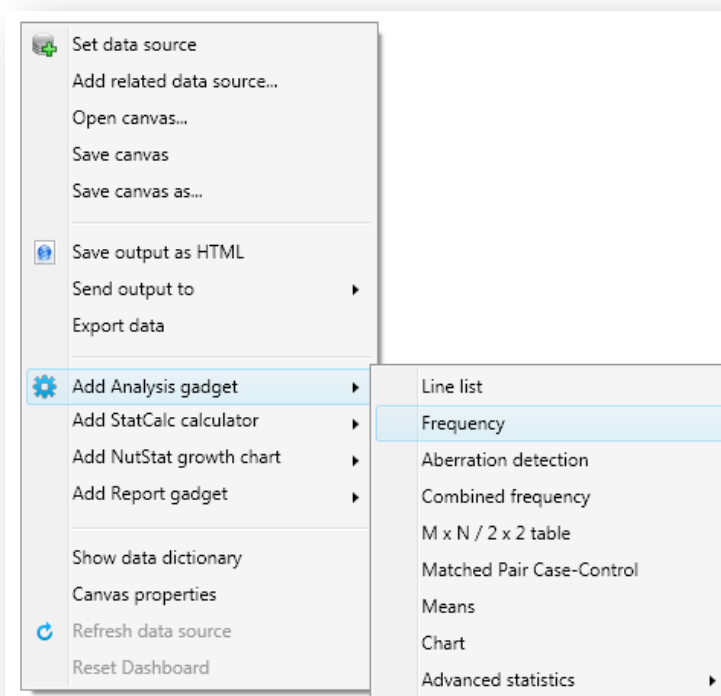 Set data source
Add related data source...
Open canvas...
Save canvas
Save canvas as...
Save output as HTML
Send output to
Export data
Add Analysis gadget
Add StatCalc calculator
Add NutStat growth chart
Add Report gadget
Show data dictionary
Canvas properties
Refresh data source
Reset Dashboard
Line list
Frequency
Aberration detection
Combined frequency
M x N / 2 x 2 table
Matched Pair Case-Control
Means
Chart
Advanced statistics